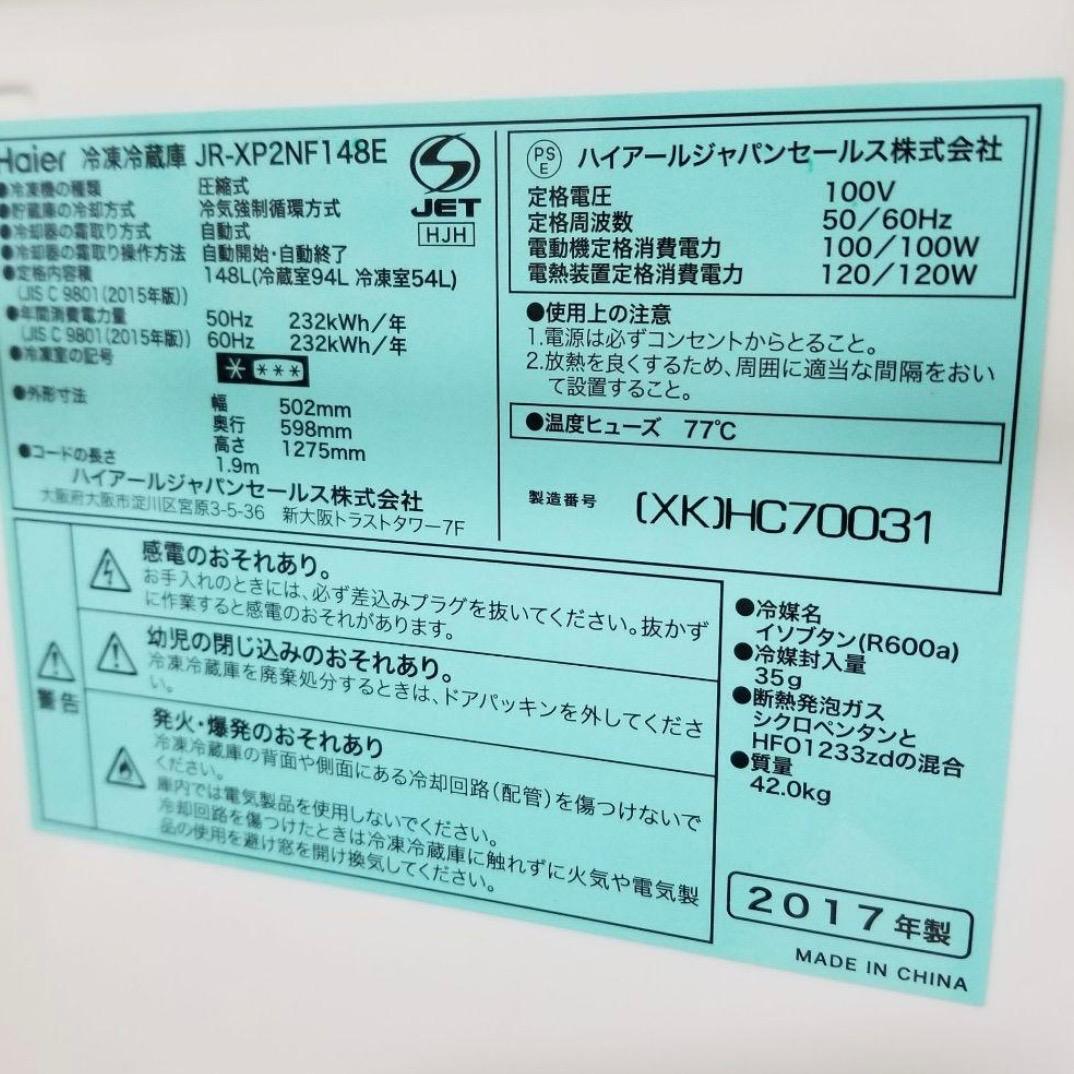 Haier 冷凍冷蔵庫 JR-XP2NF148E
●冷凍機の種類 圧縮式
●貯蔵庫の冷却方式 冷気強制循環方式
●冷却器の霜取り方式 自動式
●冷却器の霜取り操作方法 自動開始・自動終了
●定格内容積 148L(冷蔵室94L 冷凍室54L)
(JIS C 9801(2015年版))
●年間消費電力量 50Hz 232kWh/年
(JIS C 9801(2015年版)) 60Hz 232kWh/年
●冷凍室の記号 * ***
●外形寸法 幅 502mm
奥行 598mm
高さ 1275mm
●コードの長さ 1.9m
ハイアールジャパンセールス株式会社
大阪府大阪市淀川区宮原3-5-36 新大阪トラストタワー7F
S
JET
HJH
PS
E
ハイアールジャパンセールス株式会社
定格電圧 100V
定格周波数 50/60Hz
電動機定格消費電力 100/100W
電熱装置定格消費電力 120/120W
●使用上の注意
1.電源は必ずコンセントからとること。
2.放熱を良くするため、周囲に適当な間隔をおい
て設置すること。
●温度ヒューズ 77℃
製造番号 (XK)HC70031
警告
感電のおそれあり。
お手入れのときには、必ず差込みプラグを抜いてください。抜かず
に作業すると感電のおそれがあります。
幼児の閉じ込みのおそれあり。
冷凍冷蔵庫を廃棄処分するときは、ドアパッキンを外してくださ
い。
発火・爆発のおそれあり
冷凍冷蔵庫の背面や側面にある冷却回路(配管)を傷つけないで
ください。
庫内では電気製品を使用しないでください。
冷却回路を傷つけたときは冷凍冷蔵庫に触れずに火気や電気製
品の使用を避け窓を開け換気してください。
●冷媒名
イソブタン(R600a)
●冷媒封入量
35g
●断熱発泡ガス
シクロペンタンと
HFO1233zdの混合
●質量
42.0kg
2017年製
MADE IN CHINA